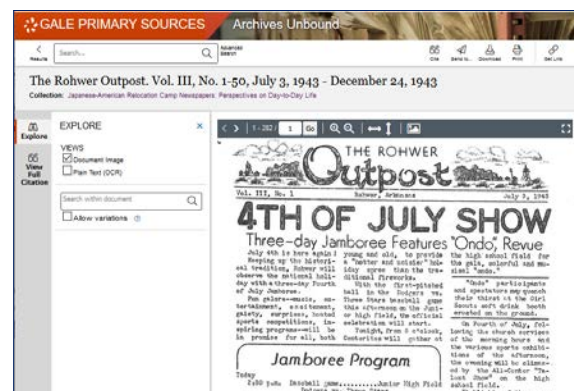 GALE PRIMARY SOURCES
Archives Unbound
Results
Search...
Advanced
Search
Cite
Send to...
Download
Print
Get Link
The Rohwer Outpost. Vol. III, No. 1-50, July 3, 1943 - December 24, 1943
Collection: Japanese-American Relocation Camp Newspapers: Perspectives on Day-to-Day Life
Explore
View
Full
Citation
EXPLORE
VIEWS
Document Image
Plain Text (OCR)
Search within document
Allow variations
1 - 282 / 1 Go
THE ROHWER
Outpost
Vol. III, No. 1 Rohwer, Arkansas July 3, 1943
4TH OF JULY SHOW
Three-day Jamboree Features "Ondo," Revue
July 4th is here again!
Keeping up the histori-
cal tradition, Rohwer will
observe the national holi-
day with a three-day Fourth
of July Jamboree.
Fun galore—music, en-
tertainment, excitement,
gaiety, surprises, hosted
sports competitions, in-
spiring programs—will be
in promise for all, both
young and old, to provide
a "hotter and noisier" hol-
iday spree than the tra-
ditional fireworks.
With the first-pitched
ball in the Dodgers vs.
Three Stars baseball game
this afternoon on the Juni-
or high field, the official
celebration will start.
Tonight, from 8 o'clock,
Centerites will gather at
the high school field for
the gala, colorful and mu-
sical "ondo."
"Ondo" participants
and spectators may quench
their thirst at the Girl
Scouts soft drink booth
erected on the ground.
On Fourth of July, fol-
lowing the church services
of the morning hours and
the various sports exhibi-
tions of the afternoon,
the evening will be climax-
ed by the All-Center "Ta-
lent Show" on the high
school field.
Jamboree Program
Today
2:30 p.m. Baseball game..........Junior High Field